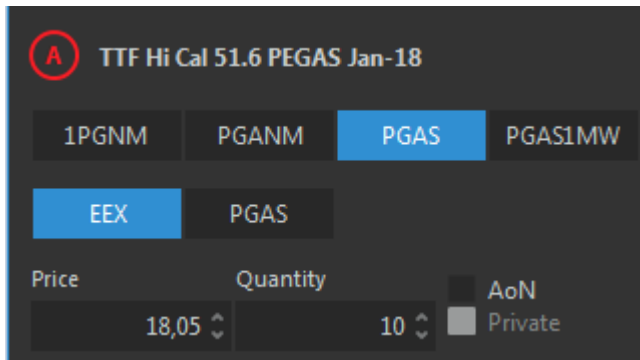 A TTF Hi Cal 51.6 PEGAS Jan-18
1PGNM PGANM PGAS PGAS1MW
EEX PGAS
Price Quantity
AoN
18,05 10 Private